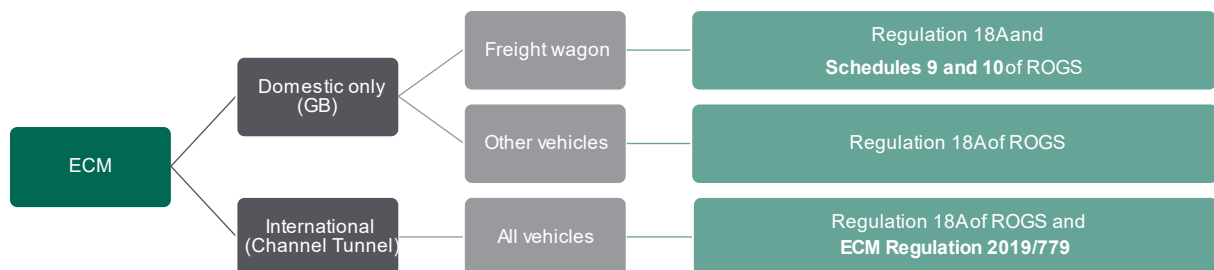 ECM
Domestic only
(GB)
Freight wagon
Regulation 18Aand
Schedules 9 and 10of ROGS
Other vehicles
Regulation 18Aof ROGS
International
(Channel Tunnel)
All vehicles
Regulation 18Aof ROGS and
ECM Regulation 2019/779